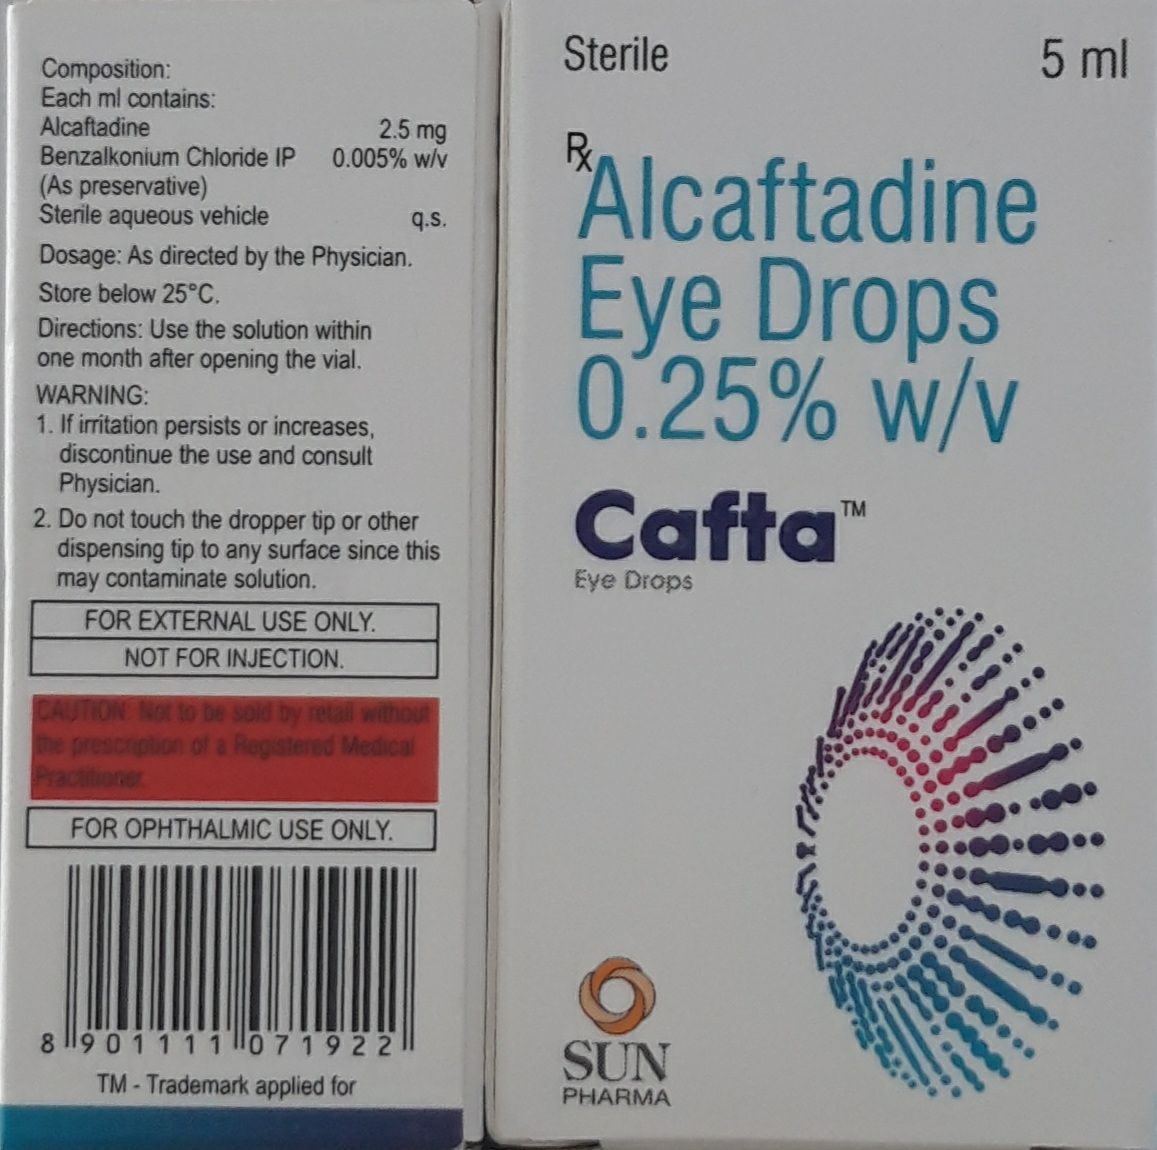 Composition:
Each ml contains:
Alcaftadine 2.5 mg
Benzalkonium Chloride IP 0.005% w/v
(As preservative)
Sterile aqueous vehicle q.s.
Dosage: As directed by the Physician.
Store below 25°C.
Directions: Use the solution within
one month after opening the vial.
WARNING:
1. If irritation persists or increases,
discontinue the use and consult
Physician.
2. Do not touch the dropper tip or other
dispensing tip to any surface since this
may contaminate solution.
FOR EXTERNAL USE ONLY.
NOT FOR INJECTION.
CAUTION: Not to be sold by retail without
the prescription of a Registered Medical
Practitioner.
FOR OPHTHALMIC USE ONLY.
8 901111 071922
TM - Trademark applied for
Sterile 5 ml
Rx Alcaftadine
Eye Drops
0.25% w/v
Cafta™
Eye Drops
SUN
PHARMA